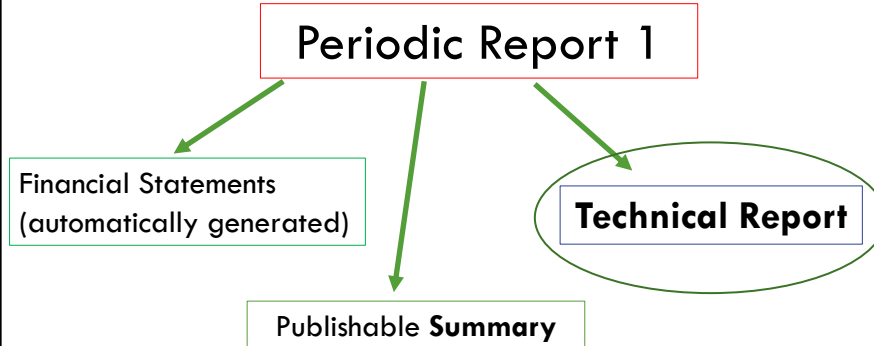 Periodic Report 1
Financial Statements
(automatically generated)
Technical Report
Publishable Summary